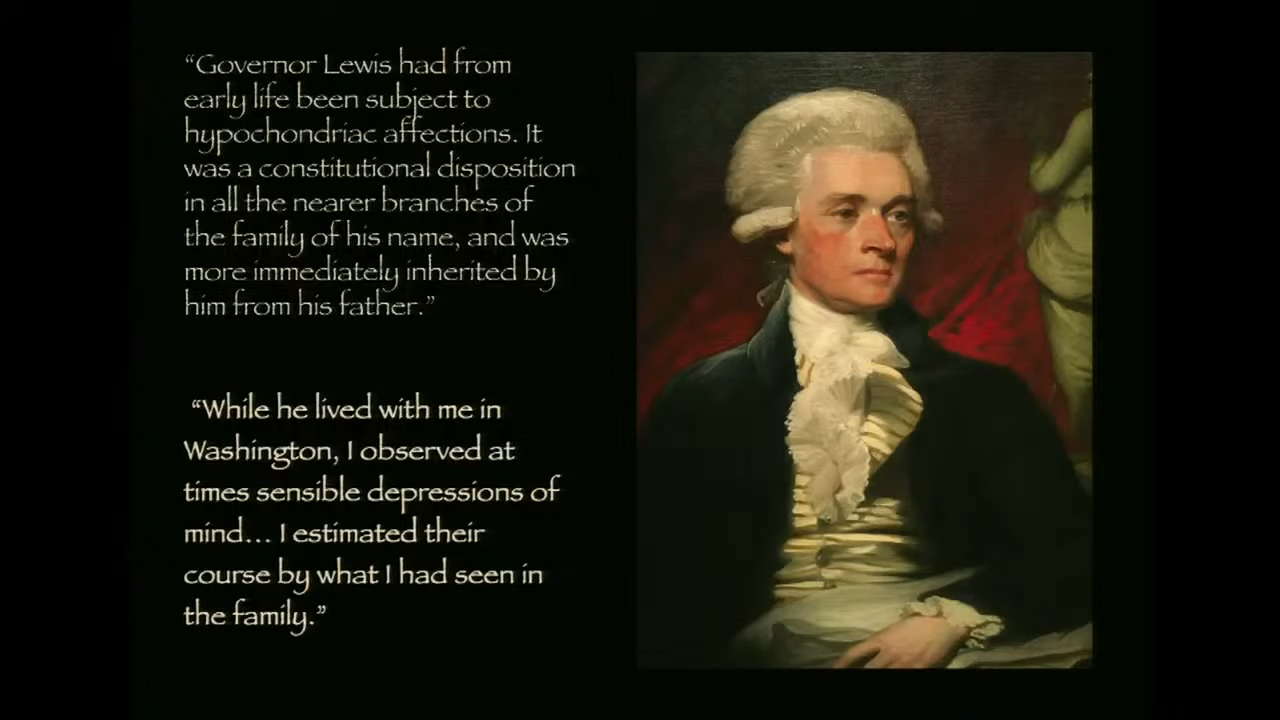 “Governor Lewis had from
early life been subject to
hypochondriac affections. It
was a constitutional disposition
in all the nearer branches of
the family of his name, and was
more immediately inherited by
him from his father.”
“While he lived with me in
Washington, I observed at
times sensible depressions of
mind... I estimated their
course by what I had seen in
the family.”